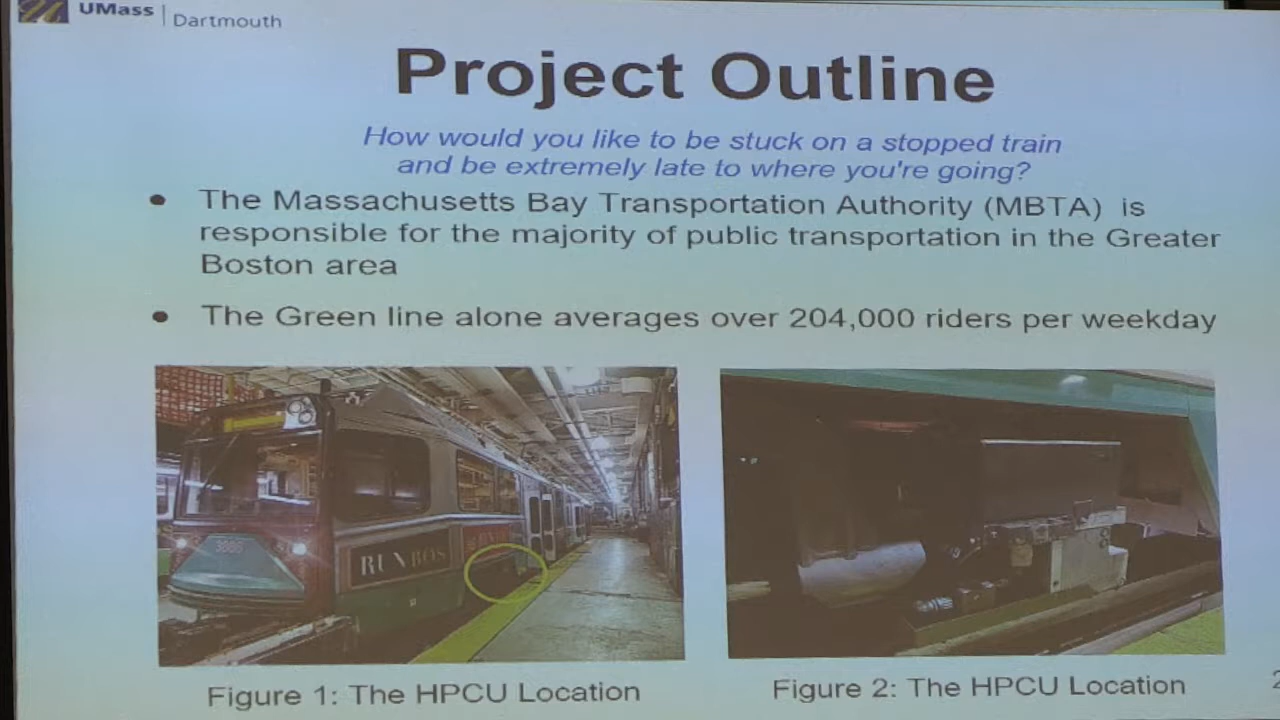 UMass
Dartmouth
Project Outline
How would you like to be stuck on a stopped train
and be extremely late to where you're going?
• The Massachusetts Bay Transportation Authority (MBTA) is
responsible for the majority of public transportation in the Greater
Boston area
• The Green line alone averages over 204,000 riders per weekday
RUNBOS
Figure 1: The HPCU Location
Figure 2: The HPCU Location
2